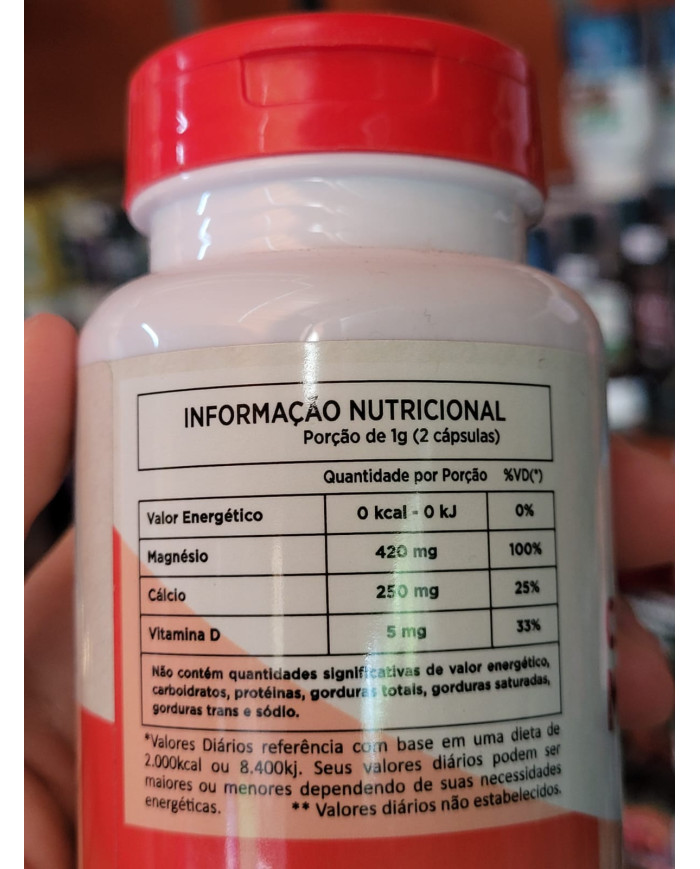 INFORMAÇÃO NUTRICIONAL
Porção de 1g (2 cápsulas)
Quantidade por Porção %VD(*)
Valor Energético 0 kcal - 0 kJ 0%
Magnésio 420 mg 100%
Cálcio 250 mg 25%
Vitamina D 5 mg 33%
Não contém quantidades significativas de valor energético,
carboidratos, protéinas, gorduras totais, gorduras saturadas,
gorduras trans e sódio.
*Valores Diários referência com base em uma dieta de
2.000kcal ou 8.400kj. Seus valores diários podem ser
maiores ou menores dependendo de suas necessidades
energéticas. ** Valores diários não estabelecidos.